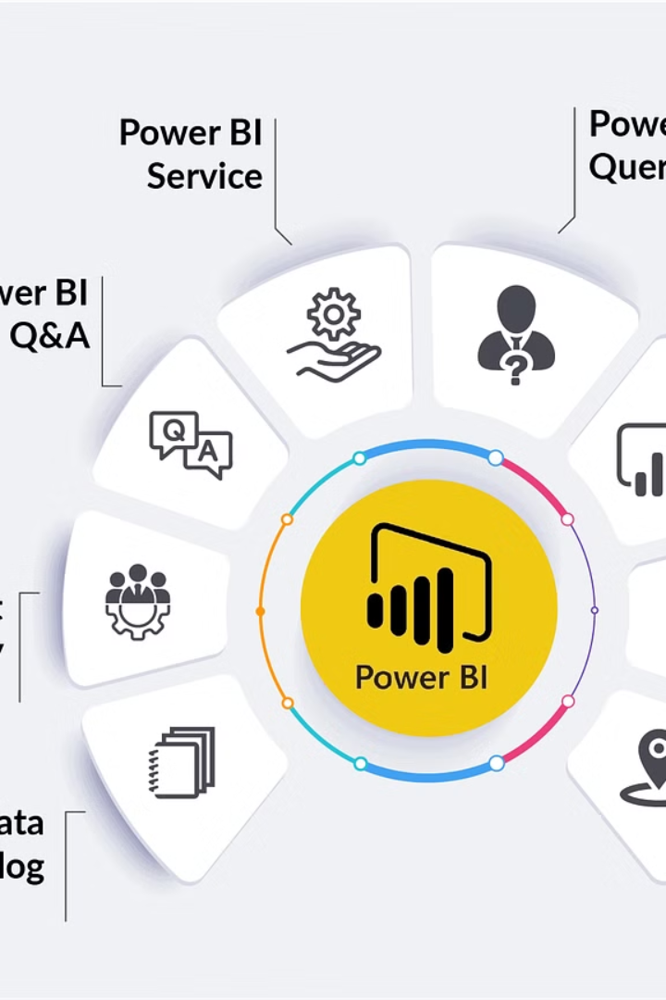 Power BI
Service
Powe
Quer
wer BI
Q&A
Q
A
?
Power BI
ata
log